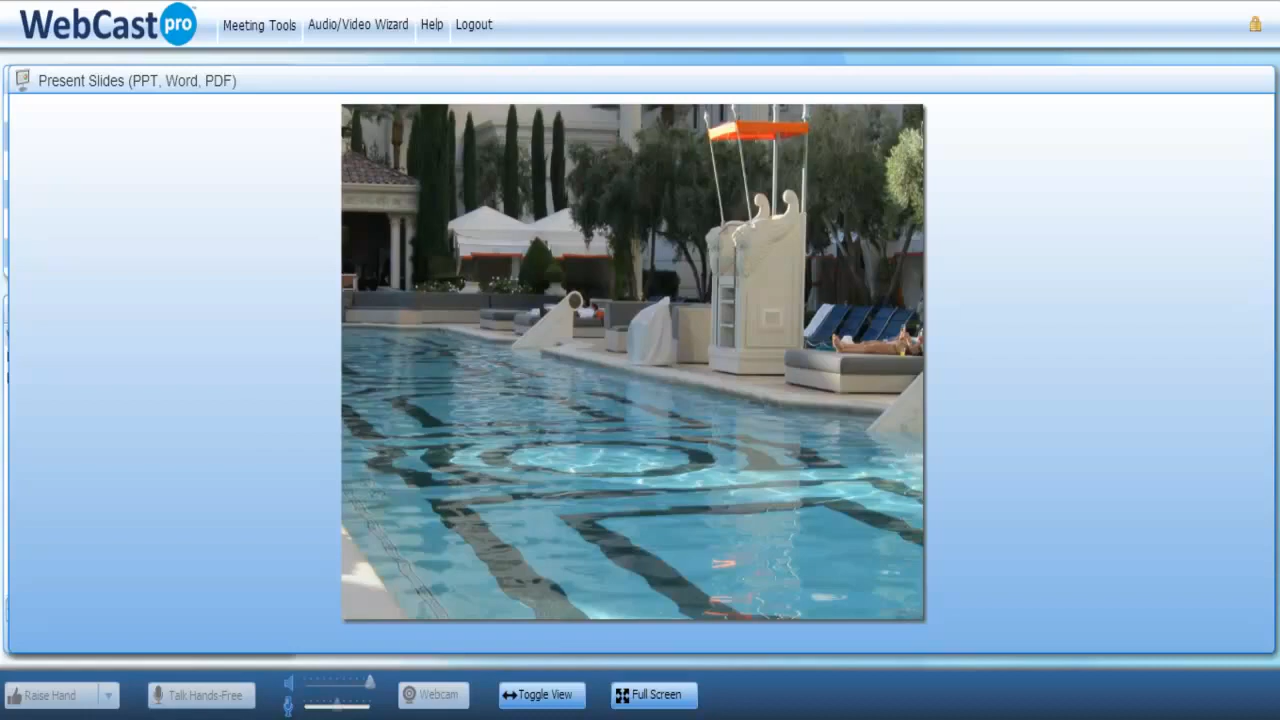 WebCast pro
Meeting Tools
Audio/Video Wizard
Help
Logout
Present Slides (PPT, Word, PDF)
Raise Hand
Talk Hands-Free
Webcam
Toggle View
Full Screen